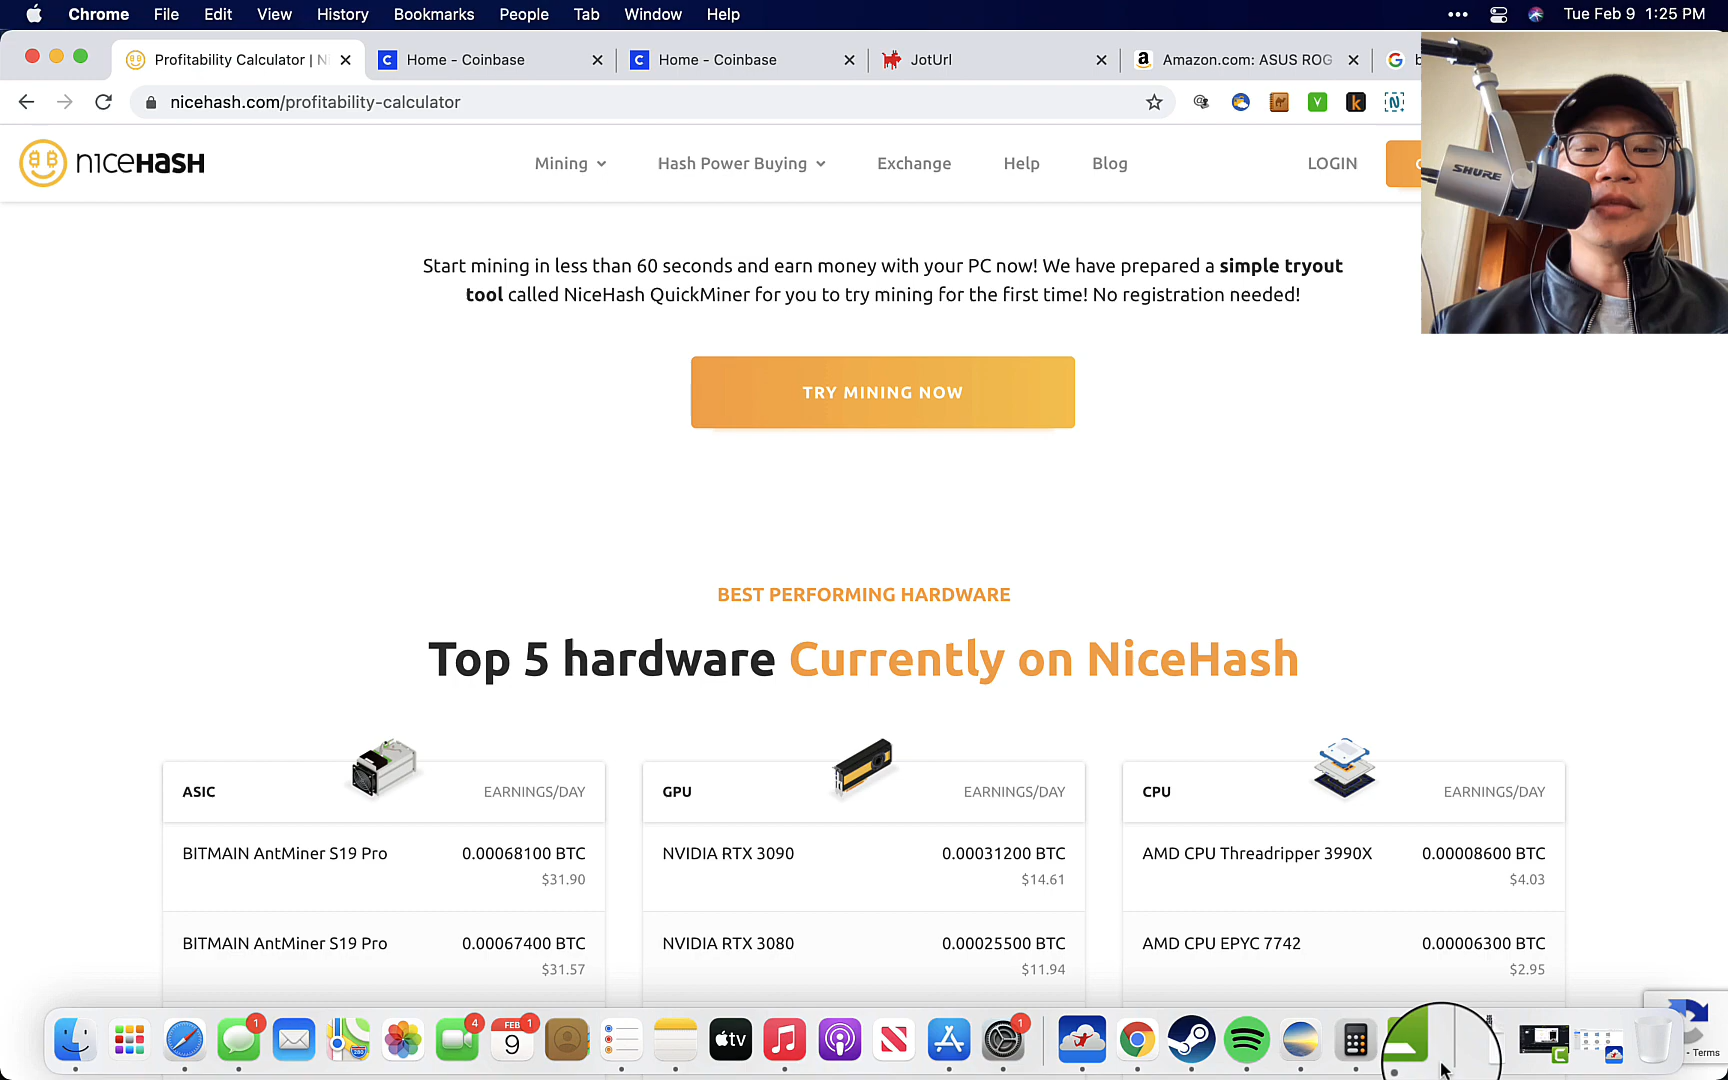 Chrome File Edit View History Bookmarks People Tab Window Help Tue Feb 9 1:25 PM
Profitability Calculator | Ni Home - Coinbase Home - Coinbase JotUrl Amazon.com: ASUS ROG b
nicehash.com/profitability-calculator
NICEHASH Mining Hash Power Buying Exchange Help Blog LOGIN
SHURE
Start mining in less than 60 seconds and earn money with your PC now! We have prepared a simple tryout
tool called NiceHash QuickMiner for you to try mining for the first time! No registration needed!
TRY MINING NOW
BEST PERFORMING HARDWARE
Top 5 hardware Currently on NiceHash
ASIC EARNINGS/DAY GPU EARNINGS/DAY CPU EARNINGS/DAY
BITMAIN AntMiner S19 Pro 0.00068100 BTC NVIDIA RTX 3090 0.00031200 BTC AMD CPU Threadripper 3990X 0.00008600 BTC
$31.90 $14.61 $4.03
BITMAIN AntMiner S19 Pro 0.00067400 BTC NVIDIA RTX 3080 0.00025500 BTC AMD CPU EPYC 7742 0.00006300 BTC
$31.57 $11.94 $2.95
1 4 FEB 1 1
9 tv
- Terms